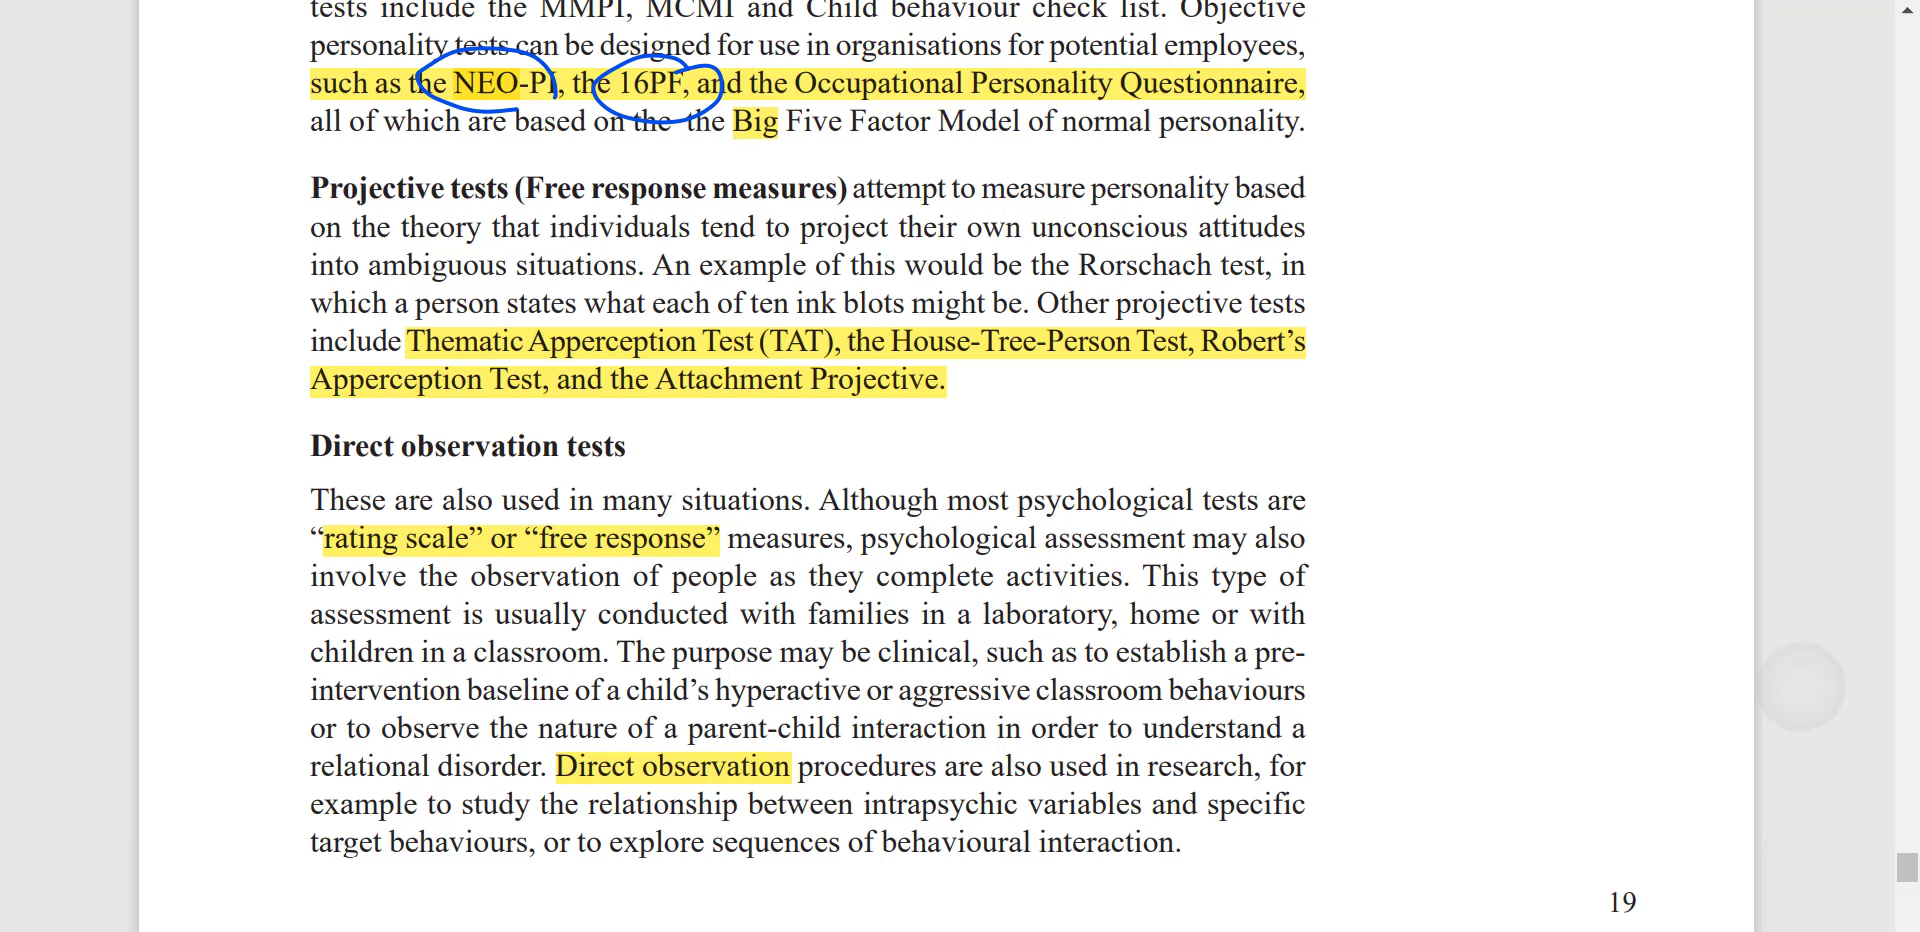 tests include the MMPI, MCMI and Child behaviour check list. Objective
personality tests can be designed for use in organisations for potential employees,
such as the NEO-PI, the 16PF, and the Occupational Personality Questionnaire,
all of which are based on the  the Big Five Factor Model of normal personality.
Projective tests (Free response measures) attempt to measure personality based
on the theory that individuals tend to project their own unconscious attitudes
into ambiguous situations. An example of this would be the Rorschach test, in
which a person states what each of ten ink blots might be. Other projective tests
include Thematic Apperception Test (TAT), the House-Tree-Person Test, Robert’s
Apperception Test, and the Attachment Projective.
Direct observation tests
These are also used in many situations. Although most psychological tests are
“rating scale” or “free response” measures, psychological assessment may also
involve the observation of people as they complete activities. This type of
assessment is usually conducted with families in a laboratory, home or with
children in a classroom. The purpose may be clinical, such as to establish a pre-
intervention baseline of a child’s hyperactive or aggressive classroom behaviours
or to observe the nature of a parent-child interaction in order to understand a
relational disorder. Direct observation procedures are also used in research, for
example to study the relationship between intrapsychic variables and specific
target behaviours, or to explore sequences of behavioural interaction.
19